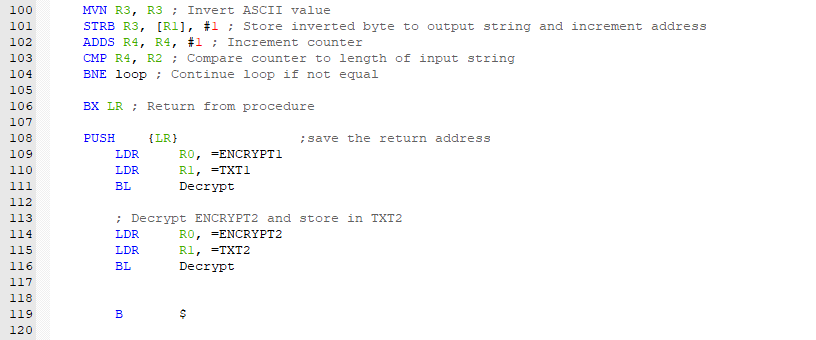 100 MVN R3, R3 ; Invert ASCII value
101 STRB R3, [R1], #1 ; Store inverted byte to output string and increment address
102 ADDS R4, R4, #1 ; Increment counter
103 CMP R4, R2 ; Compare counter to length of input string
104 BNE loop ; Continue loop if not equal
105
106 BX LR ; Return from procedure
107
108 PUSH {LR} ;save the return address
109 LDR R0, =ENCRYPT1
110 LDR R1, =TXT1
111 BL Decrypt
112
113 ; Decrypt ENCRYPT2 and store in TXT2
114 LDR R0, =ENCRYPT2
115 LDR R1, =TXT2
116 BL Decrypt
117
118
119 B $
120